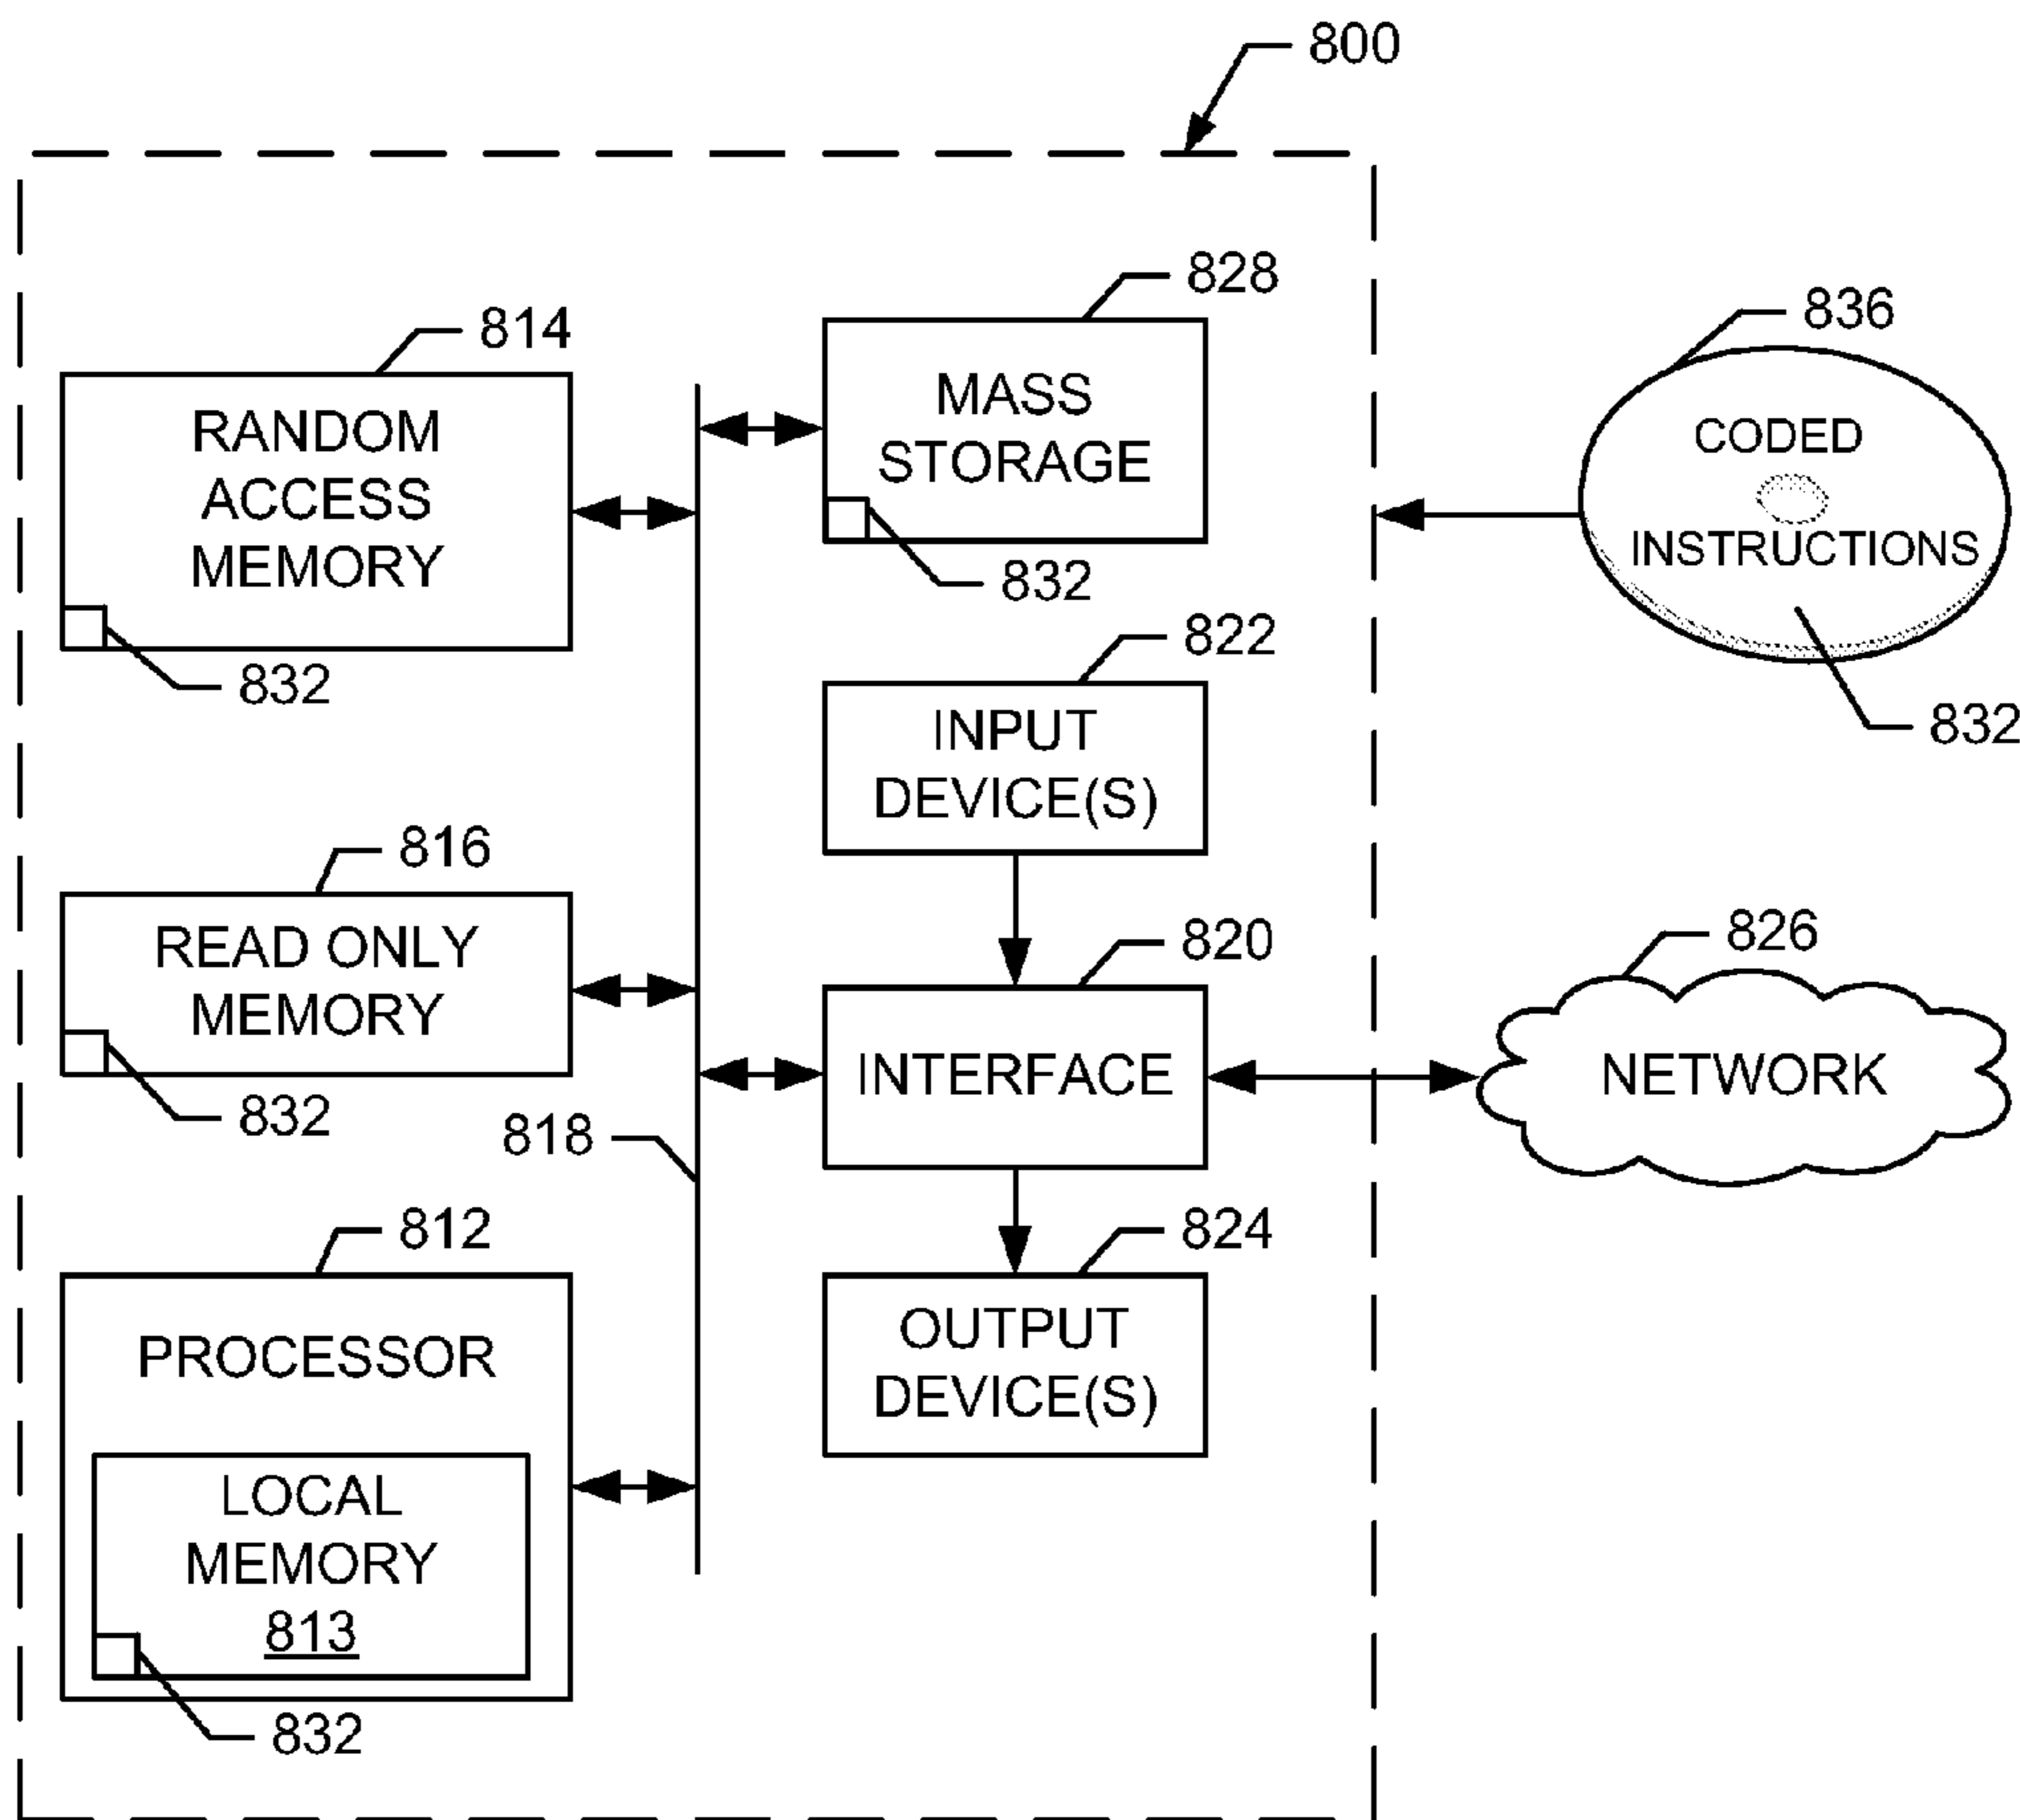 800
828
814
836
MASS
STORAGE
RANDOM
ACCESS
MEMORY
CODED
INSTRUCTIONS
832
832
832
822
INPUT
DEVICE(S)
816
READ ONLY
MEMORY
832
820
826
INTERFACE
NETWORK
818
812
824
PROCESSOR
OUTPUT
DEVICE(S)
LOCAL
MEMORY
813
832